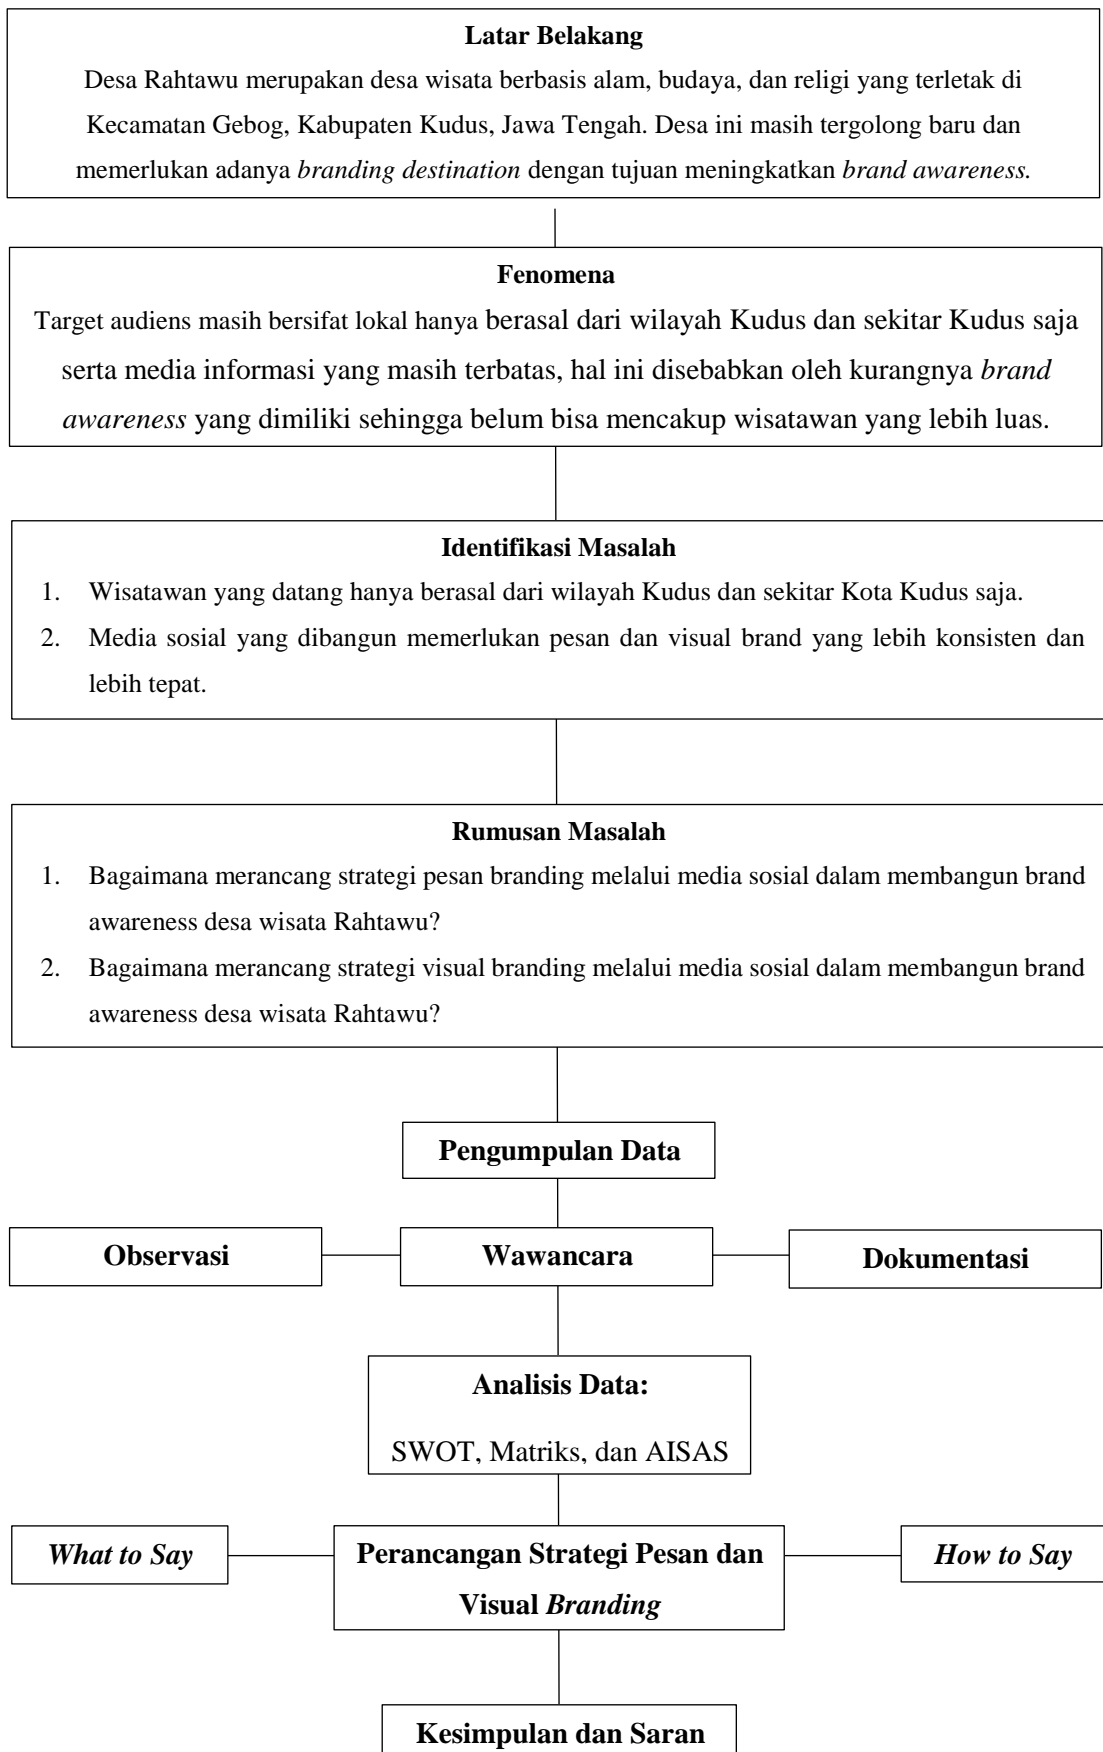 Latar Belakang
Desa Rahtawu merupakan desa wisata berbasis alam, budaya, dan religi yang terletak di
Kecamatan Gebog, Kabupaten Kudus, Jawa Tengah. Desa ini masih tergolong baru dan
memerlukan adanya branding destination dengan tujuan meningkatkan brand awareness.
Fenomena
Target audiens masih bersifat lokal hanya berasal dari wilayah Kudus dan sekitar Kudus saja
serta media informasi yang masih terbatas, hal ini disebabkan oleh kurangnya brand
awareness yang dimiliki sehingga belum bisa mencakup wisatawan yang lebih luas.
Identifikasi Masalah
1. Wisatawan yang datang hanya berasal dari wilayah Kudus dan sekitar Kota Kudus saja.
2. Media sosial yang dibangun memerlukan pesan dan visual brand yang lebih konsisten dan
lebih tepat.
Rumusan Masalah
1. Bagaimana merancang strategi pesan branding melalui media sosial dalam membangun brand
awareness desa wisata Rahtawu?
2. Bagaimana merancang strategi visual branding melalui media sosial dalam membangun brand
awareness desa wisata Rahtawu?
Pengumpulan Data
Observasi
Wawancara
Dokumentasi
Analisis Data:
SWOT, Matriks, dan AISAS
What to Say
Perancangan Strategi Pesan dan
Visual Branding
How to Say
Kesimpulan dan Saran